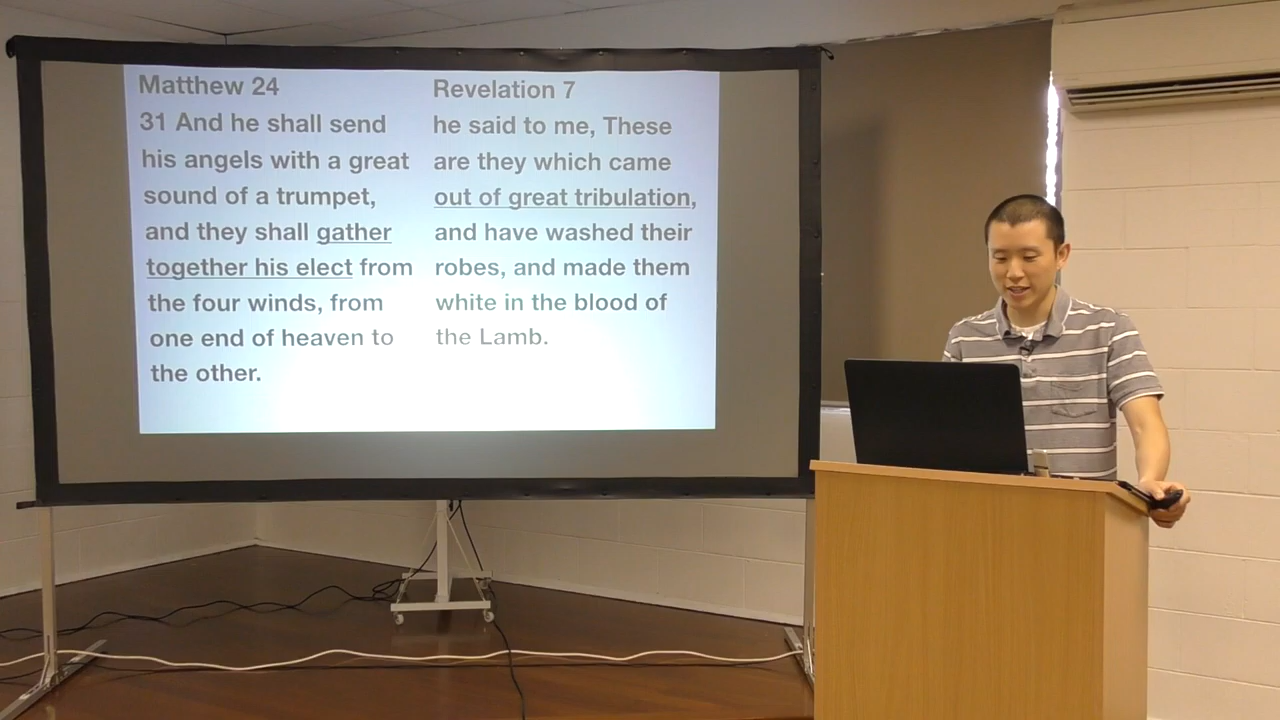 Matthew 24
31 And he shall send
his angels with a great
sound of a trumpet,
and they shall gather
together his elect from
the four winds, from
one end of heaven to
the other.
Revelation 7
he said to me, These
are they which came
out of great tribulation,
and have washed their
robes, and made them
white in the blood of
the Lamb.